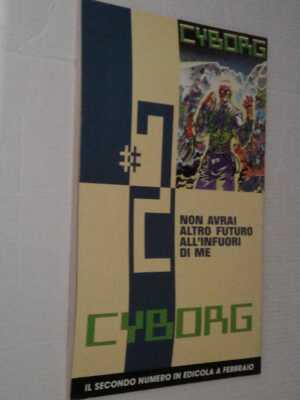 CYBORG
#2
NON AVRAI
ALTRO FUTURO
ALL'INFUORI
DI ME
CYBORG
IL SECONDO NUMERO IN EDICOLA A FEBBRAIO